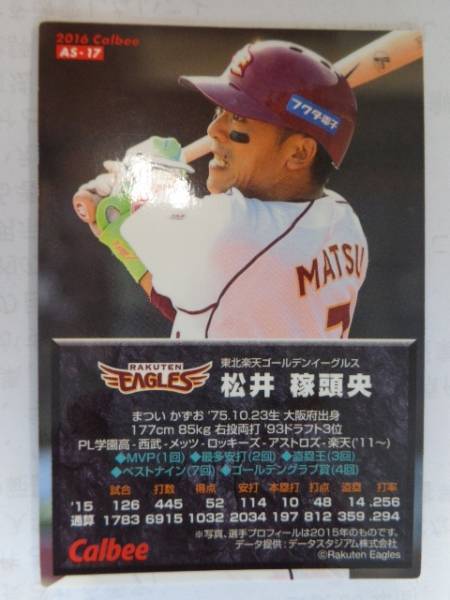 2016 Calbee
AS-17
フクダ電子
MATSU
7
東北楽天ゴールデンイーグルス
RAKUTEN
EAGLES
松井 稼頭央
まつい かずお '75.10.23生 大阪府出身
177cm 85kg 右投両打 '93ドラフト3位
PL学園高-西武-メッツ-ロッキーズ-アストロズ-楽天('11〜)
◆MVP(1回)◆最多安打(2回)◆盗塁王(3回)
◆ベストナイン(7回)◆ゴールデングラブ賞(4回)
試合 打数 得点 安打 本塁打 打点 盗塁 打率
'15 126 445 52 114 10 48 14 .256
通算 1783 6915 1032 2034 197 812 359 .294
※写真、選手プロフィールは2015年のものです。
データ提供:データスタジアム株式会社
©Rakuten Eagles
Calbee